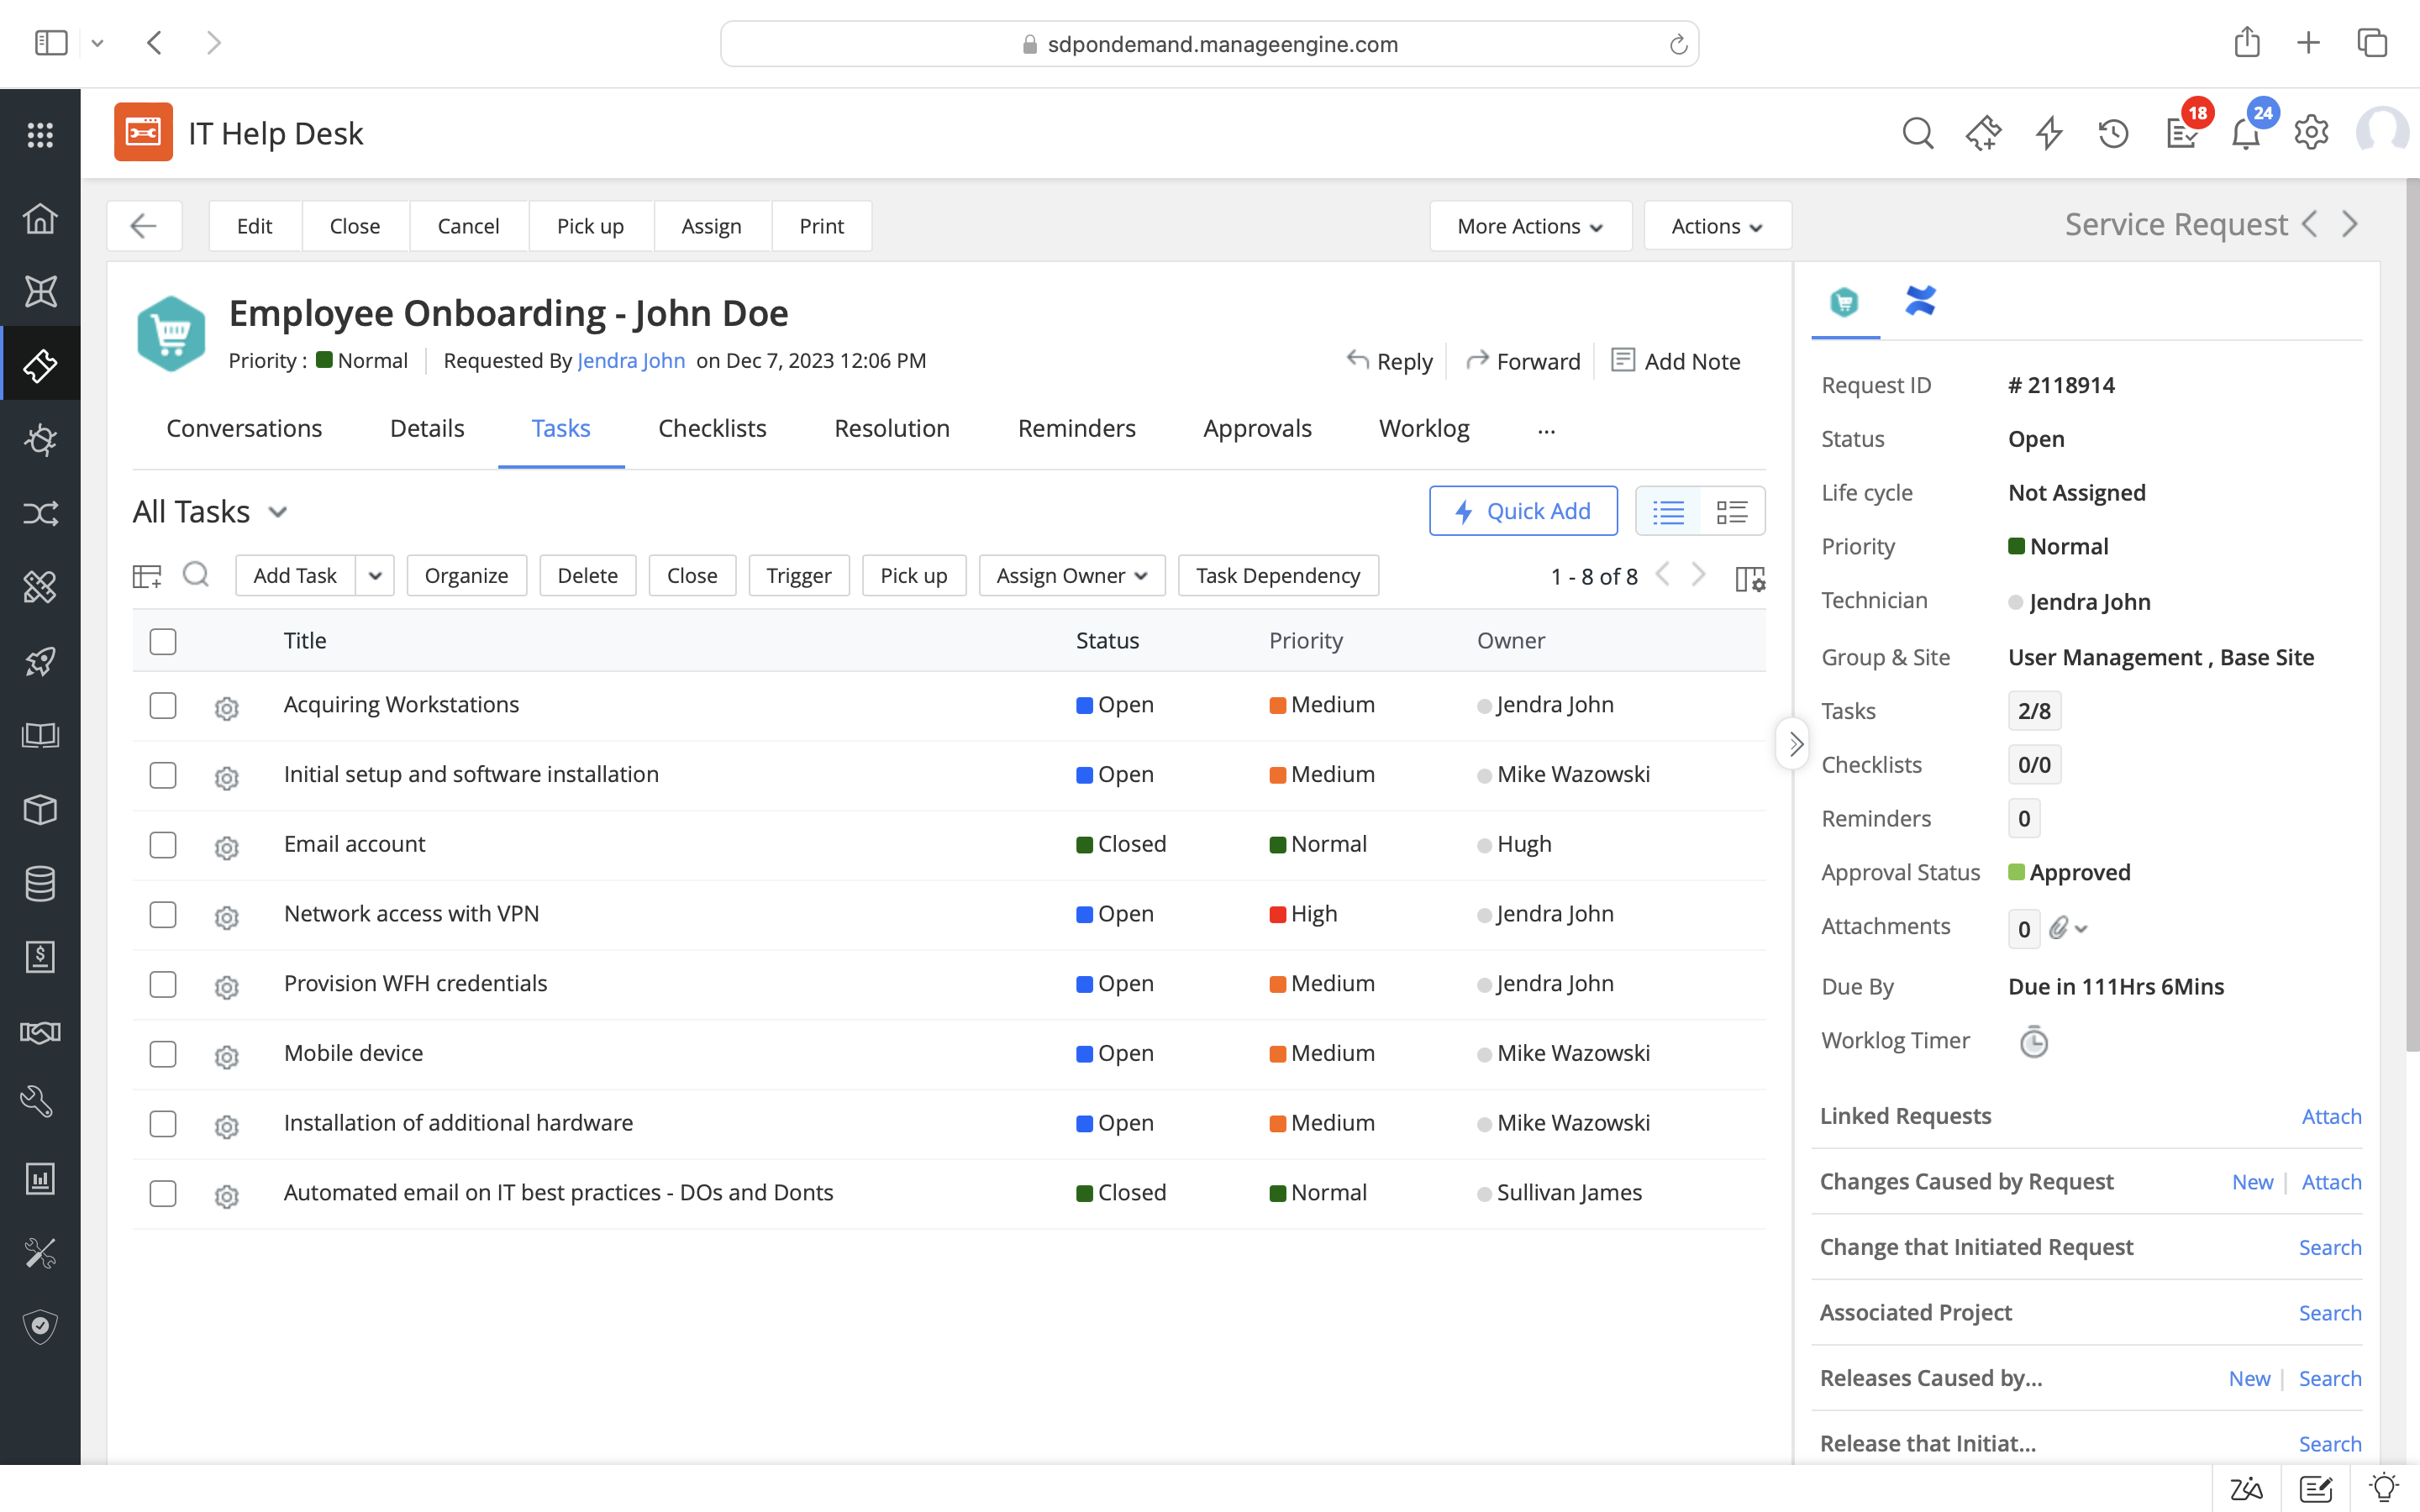 sdpondemand.manageengine.com
IT Help Desk
18
24
Edit
Close
Cancel
Pick up
Assign
Print
More Actions
Actions
Service Request
Employee Onboarding - John Doe
Priority : Normal
Requested By Jendra John on Dec 7, 2023 12:06 PM
Reply
Forward
Add Note
Conversations
Details
Tasks
Checklists
Resolution
Reminders
Approvals
Worklog
...
All Tasks
Quick Add
Add Task
Organize
Delete
Close
Trigger
Pick up
Assign Owner
Task Dependency
1 - 8 of 8
Title Status Priority Owner
Acquiring Workstations Open Medium Jendra John
Initial setup and software installation Open Medium Mike Wazowski
Email account Closed Normal Hugh
Network access with VPN Open High Jendra John
Provision WFH credentials Open Medium Jendra John
Mobile device Open Medium Mike Wazowski
Installation of additional hardware Open Medium Mike Wazowski
Automated email on IT best practices - DOs and Donts Closed Normal Sullivan James
Request ID # 2118914
Status Open
Life cycle Not Assigned
Priority Normal
Technician Jendra John
Group & Site User Management , Base Site
Tasks 2/8
Checklists 0/0
Reminders 0
Approval Status Approved
Attachments 0
Due By Due in 111Hrs 6Mins
Worklog Timer
Linked Requests Attach
Changes Caused by Request New | Attach
Change that Initiated Request Search
Associated Project Search
Releases Caused by... New | Search
Release that Initiat... Search